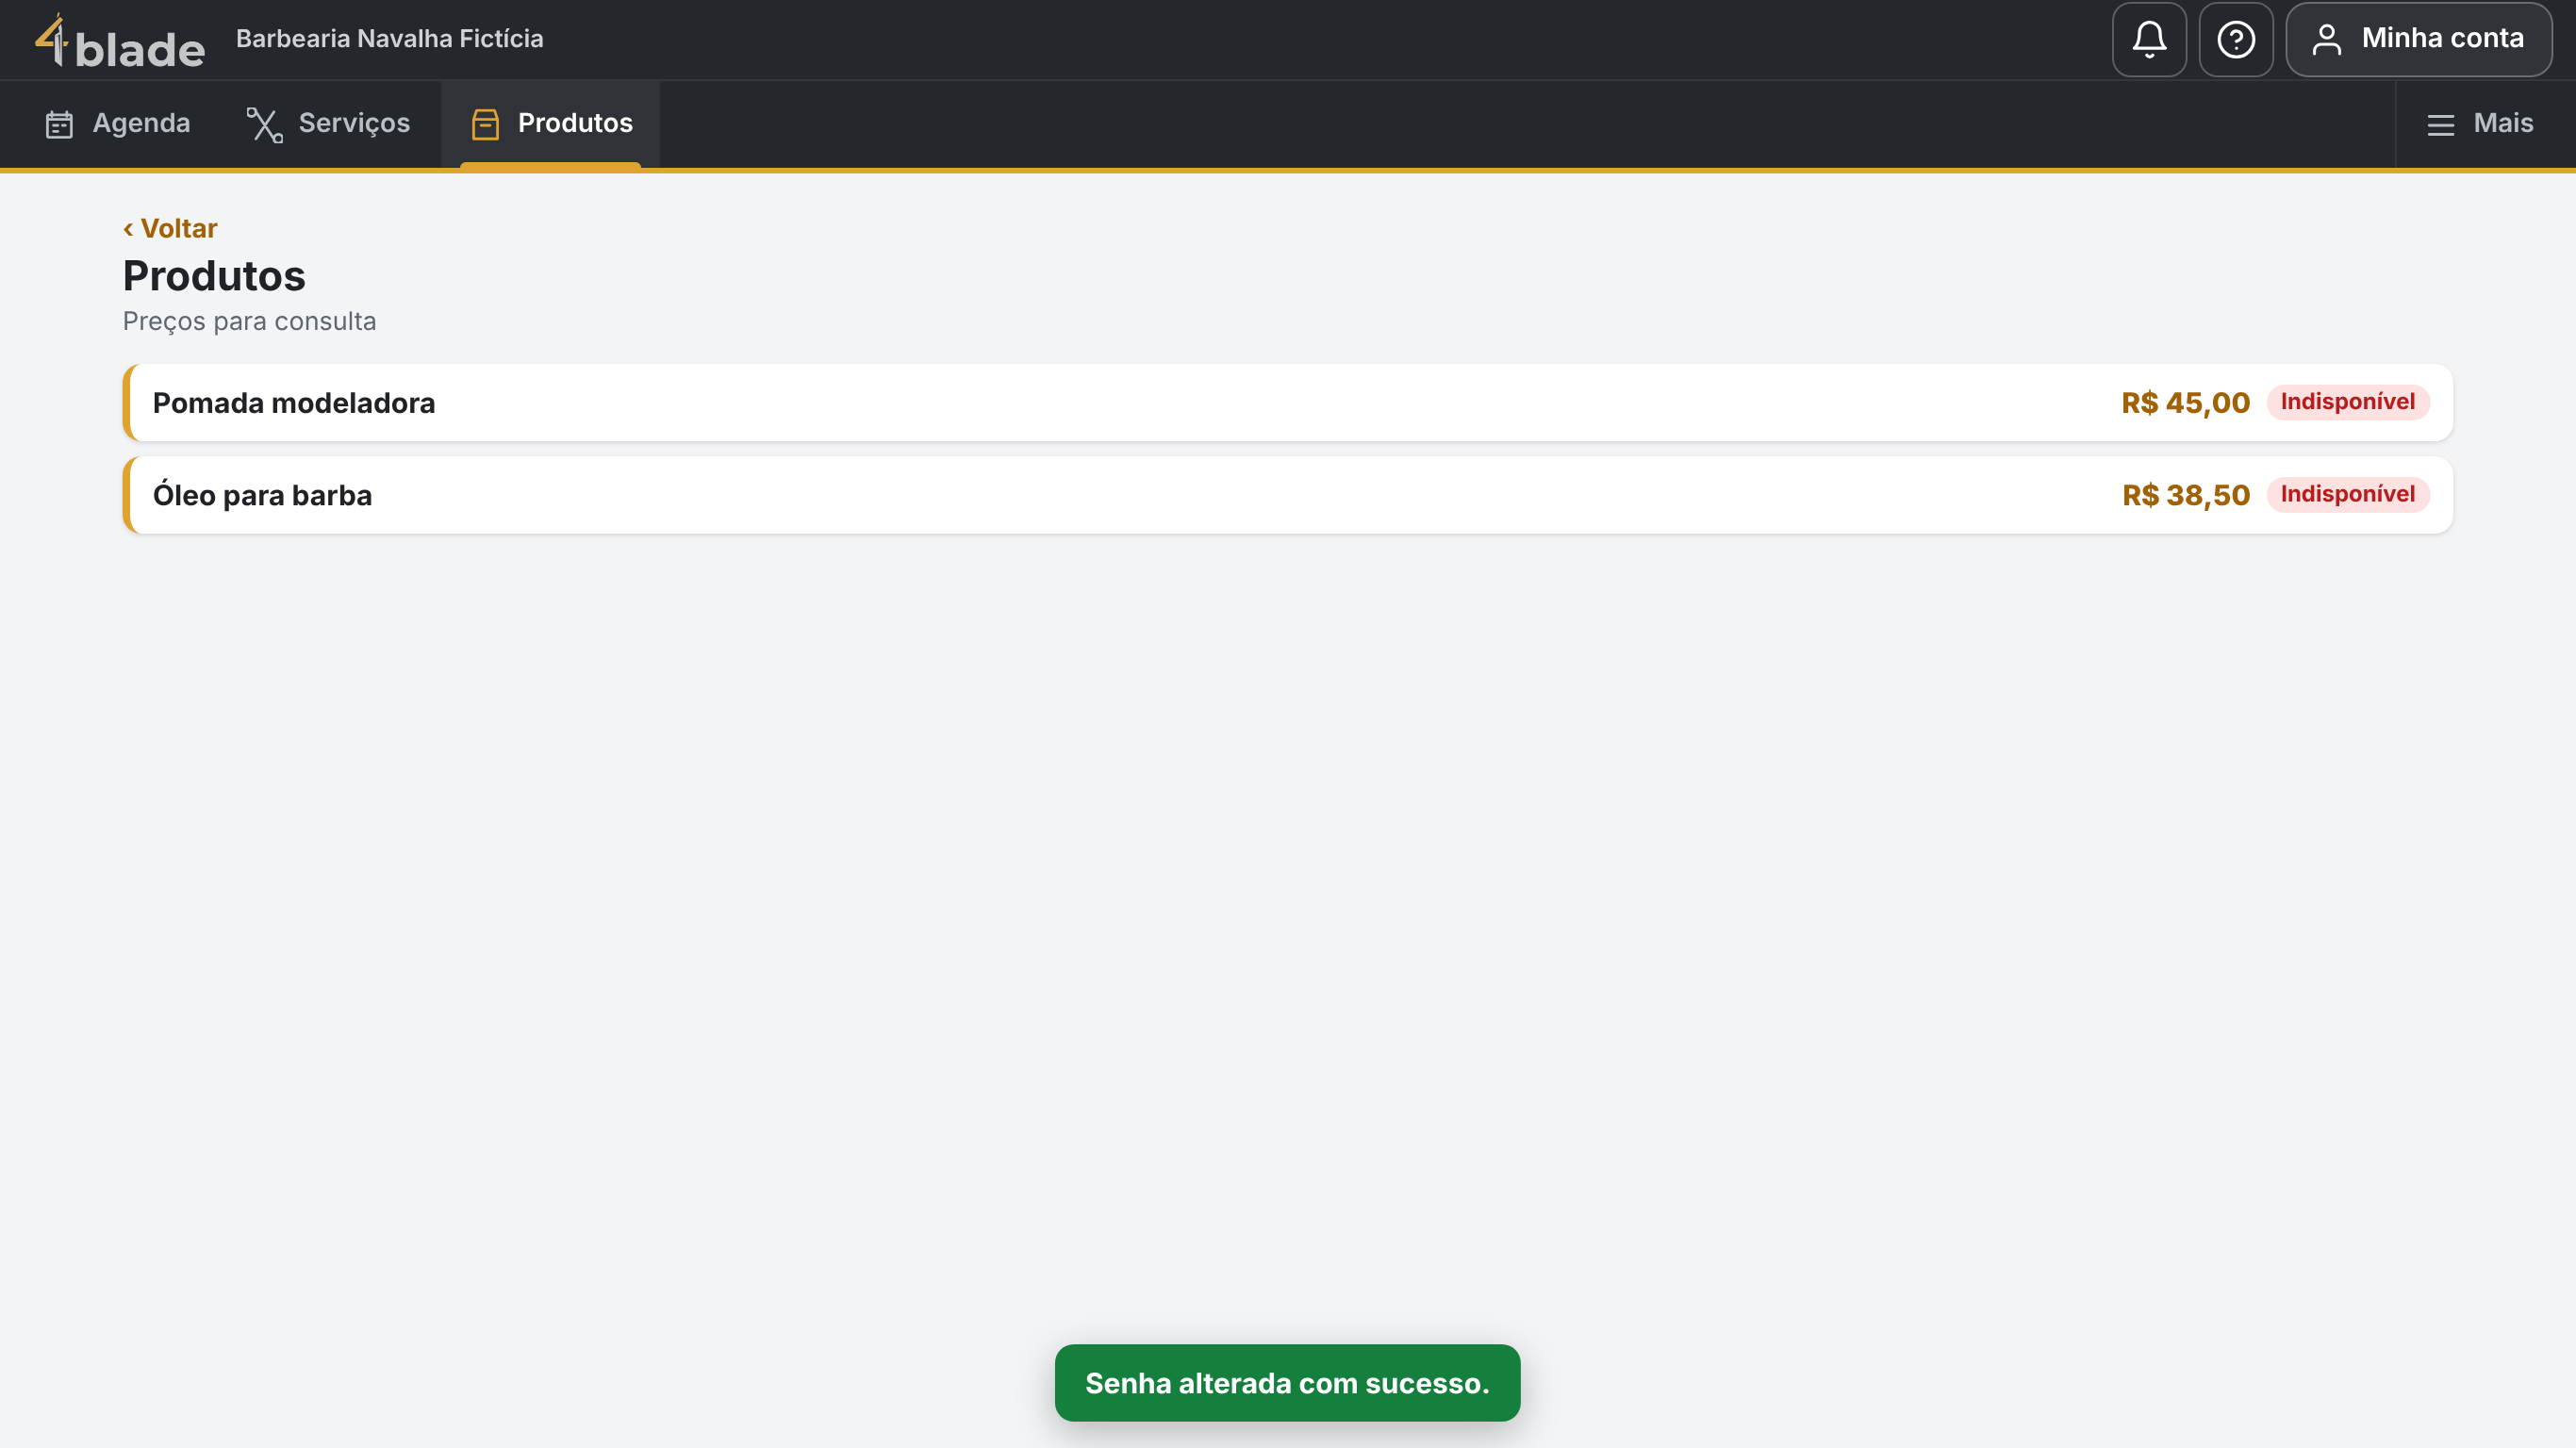 4blade
Barbearia Navalha Fictícia
Minha conta
Agenda
Serviços
Produtos
Mais
‹ Voltar
Produtos
Preços para consulta
Pomada modeladora R$ 45,00 Indisponível
Óleo para barba R$ 38,50 Indisponível
Senha alterada com sucesso.